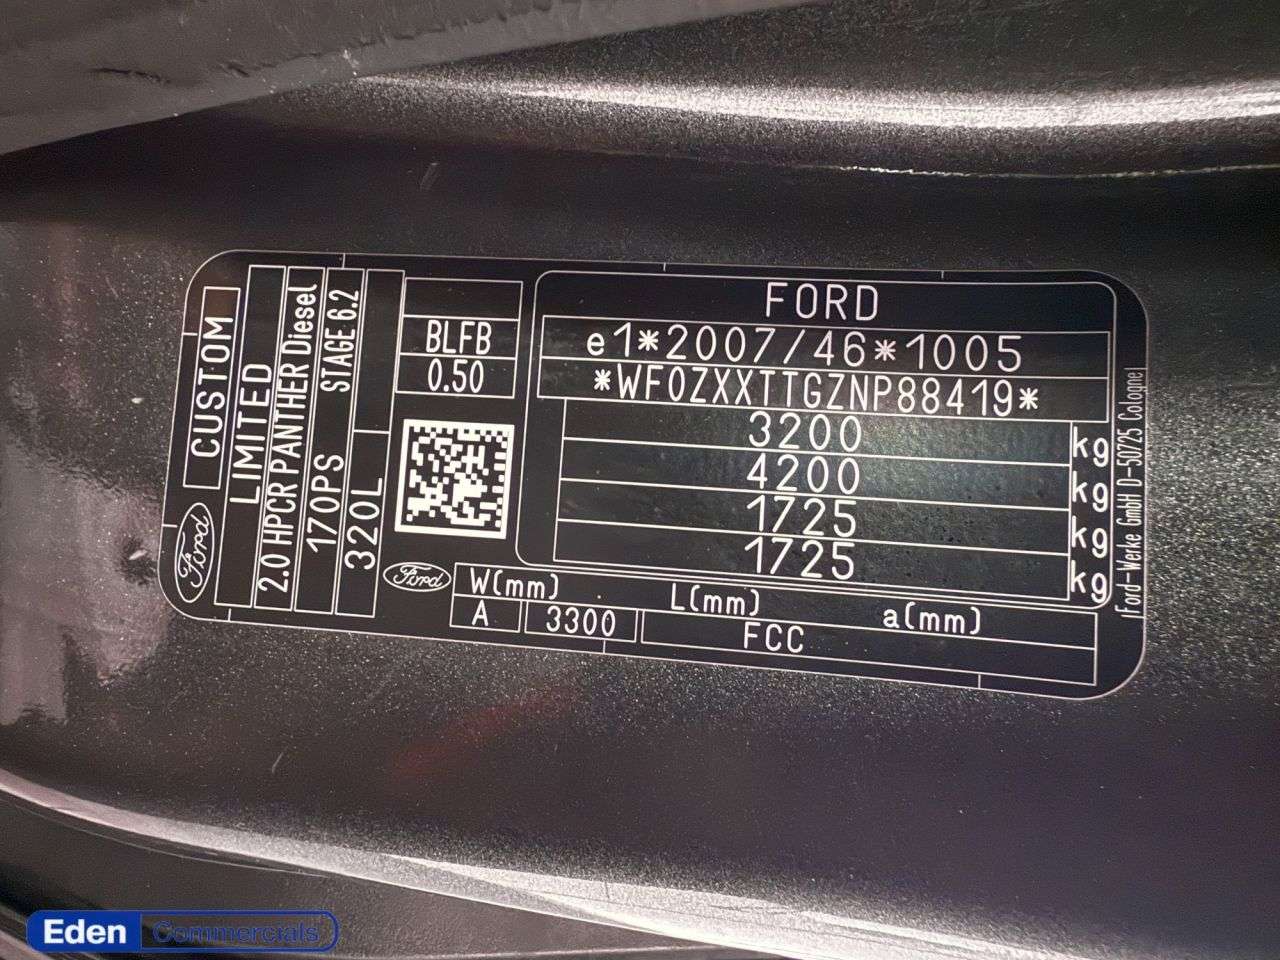 CUSTOM
LIMITED
2.0 HPCR PANTHER Diesel
170PS STAGE 6.2
320L
Ford
BLFB
0.50
Ford
FORD
e1*2007/46*1005
*WF0ZXXTTGZNP88419*
3200 kg
4200 kg
1725 kg
1725 kg
W(mm) L(mm) a(mm)
A 3300 FCC
Ford-Werke GmbH D-50725 Cologne
Eden Commercials